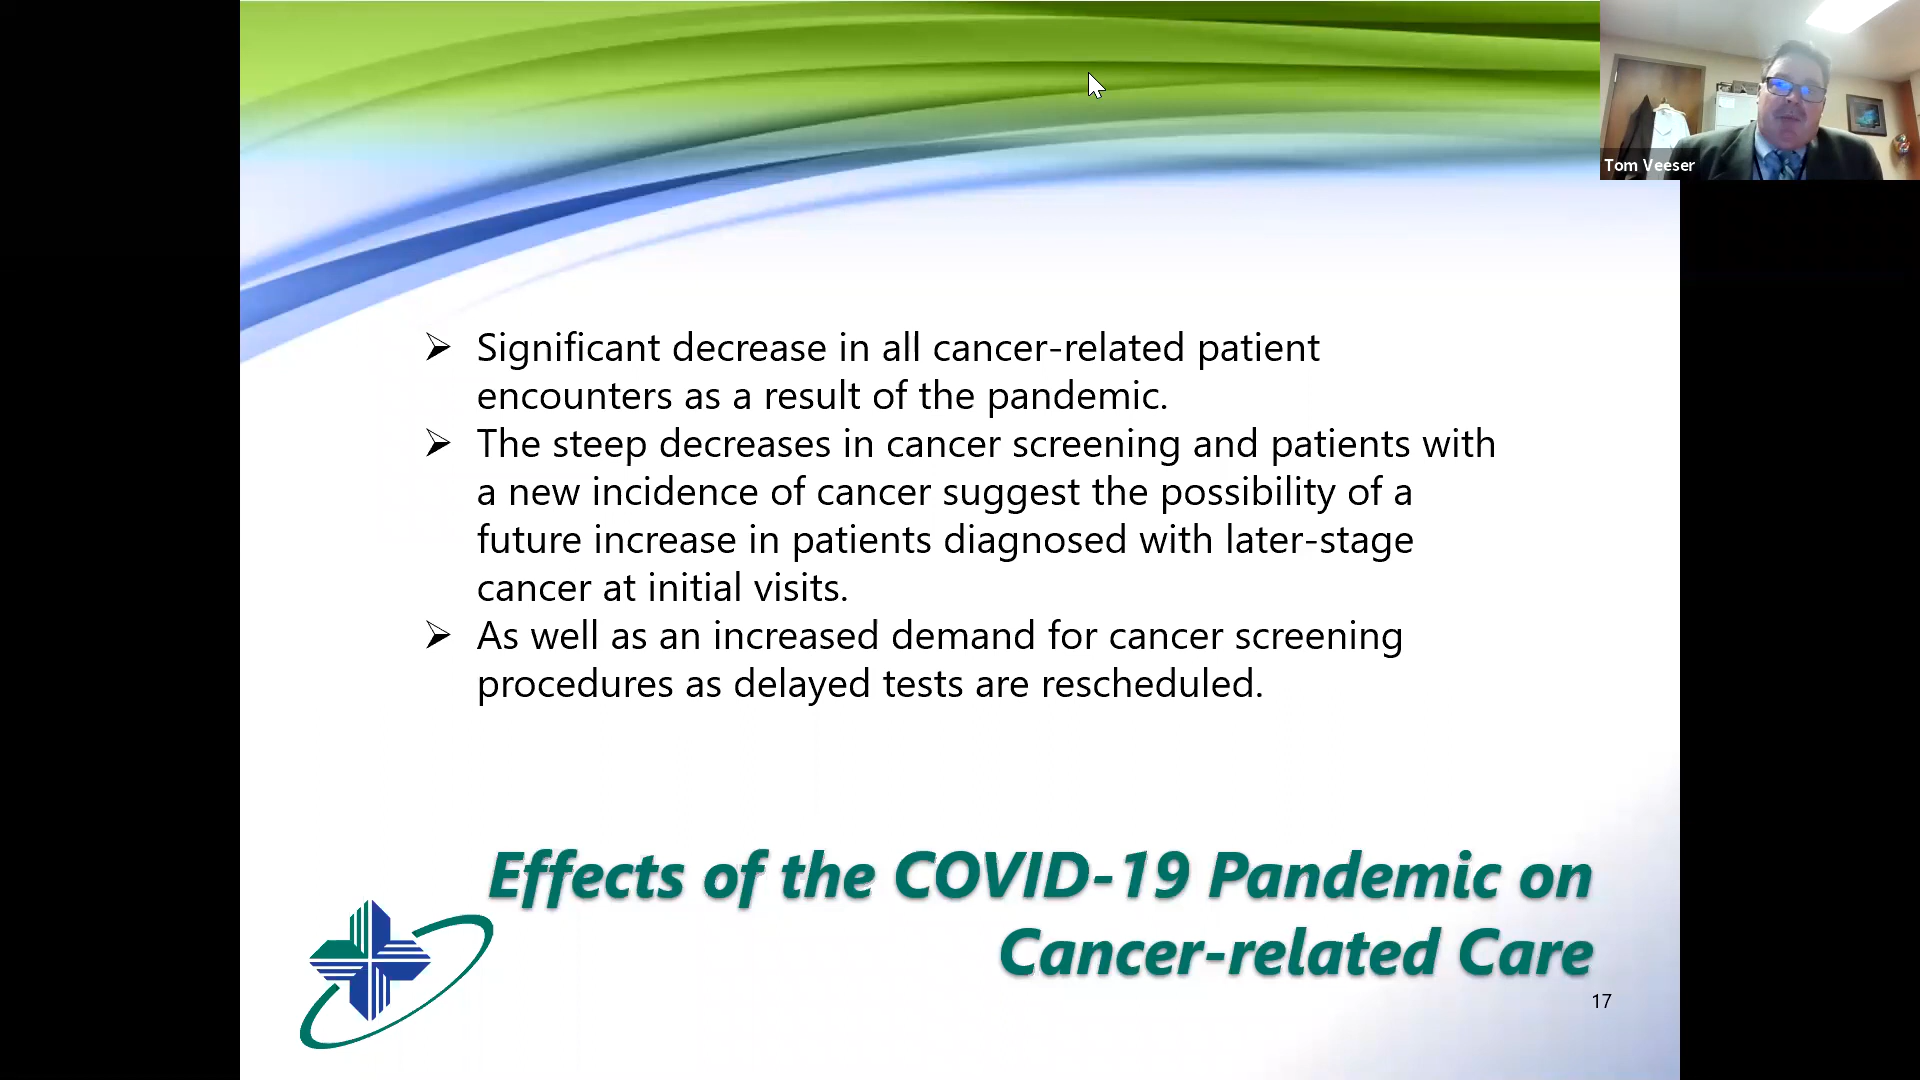 Tom Veeser
➢ Significant decrease in all cancer-related patient
encounters as a result of the pandemic.
➢ The steep decreases in cancer screening and patients with
a new incidence of cancer suggest the possibility of a
future increase in patients diagnosed with later-stage
cancer at initial visits.
➢ As well as an increased demand for cancer screening
procedures as delayed tests are rescheduled.
Effects of the COVID-19 Pandemic on
Cancer-related Care
17